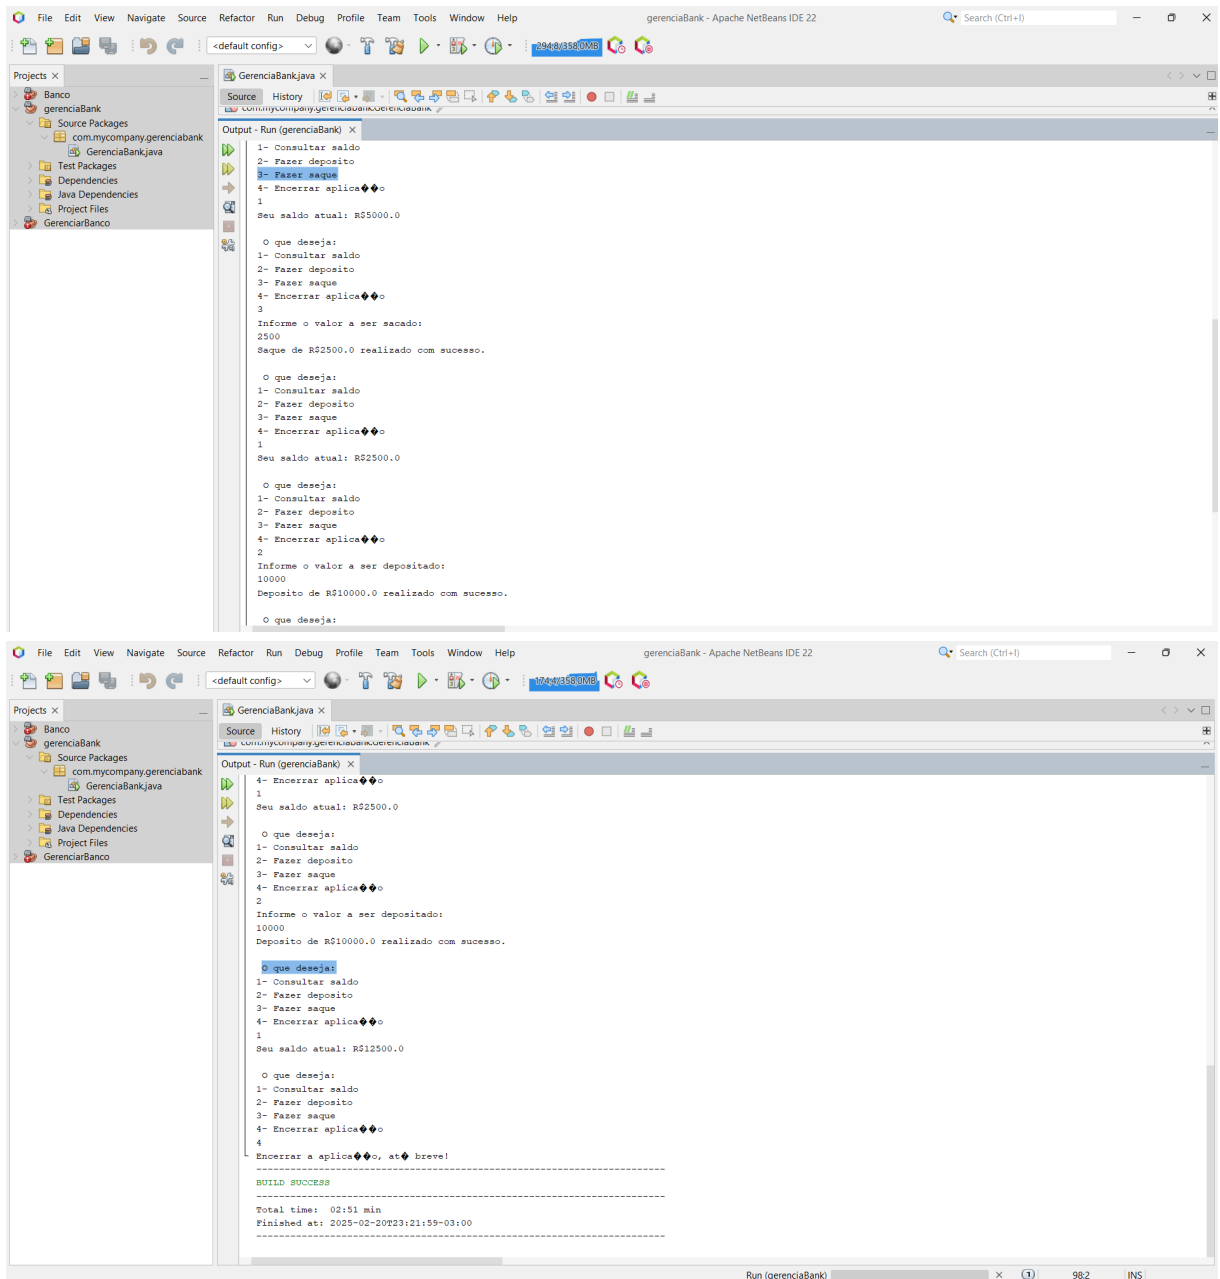 File Edit View Navigate Source Refactor Run Debug Profile Team Tools Window Help gerenciaBank - Apache NetBeans IDE 22 Search (Ctrl+I)
<default config> 294,8/358,0MB
Projects
Banco
gerenciaBank
Source Packages
com.mycompany.gerenciabank
GerenciaBank.java
Test Packages
Dependencies
Java Dependencies
Project Files
GerenciarBanco
GerenciaBank.java
Source History
com.mycompany.gerenciabank.GerenciaBank
Output - Run (gerenciaBank)
1- Consultar saldo
2- Fazer deposito
3- Fazer saque
4- Encerrar aplica��o
1
Seu saldo atual: R$5000.0
O que deseja:
1- Consultar saldo
2- Fazer deposito
3- Fazer saque
4- Encerrar aplica��o
3
Informe o valor a ser sacado:
2500
Saque de R$2500.0 realizado com sucesso.
O que deseja:
1- Consultar saldo
2- Fazer deposito
3- Fazer saque
4- Encerrar aplica��o
1
Seu saldo atual: R$2500.0
O que deseja:
1- Consultar saldo
2- Fazer deposito
3- Fazer saque
4- Encerrar aplica��o
2
Informe o valor a ser depositado:
10000
Deposito de R$10000.0 realizado com sucesso.
O que deseja:
File Edit View Navigate Source Refactor Run Debug Profile Team Tools Window Help gerenciaBank - Apache NetBeans IDE 22 Search (Ctrl+I)
<default config> 174,4/358,0MB
Projects
Banco
gerenciaBank
Source Packages
com.mycompany.gerenciabank
GerenciaBank.java
Test Packages
Dependencies
Java Dependencies
Project Files
GerenciarBanco
GerenciaBank.java
Source History
com.mycompany.gerenciabank.GerenciaBank
Output - Run (gerenciaBank)
4- Encerrar aplica��o
1
Seu saldo atual: R$2500.0
O que deseja:
1- Consultar saldo
2- Fazer deposito
3- Fazer saque
4- Encerrar aplica��o
2
Informe o valor a ser depositado:
10000
Deposito de R$10000.0 realizado com sucesso.
O que deseja:
1- Consultar saldo
2- Fazer deposito
3- Fazer saque
4- Encerrar aplica��o
1
Seu saldo atual: R$12500.0
O que deseja:
1- Consultar saldo
2- Fazer deposito
3- Fazer saque
4- Encerrar aplica��o
4
Encerrar a aplica��o, at� breve!
------------------------------------------------------------------------
BUILD SUCCESS
------------------------------------------------------------------------
Total time:  02:51 min
Finished at: 2025-02-20T23:21:59-03:00
------------------------------------------------------------------------
Run (gerenciaBank) 1 98:2 INS